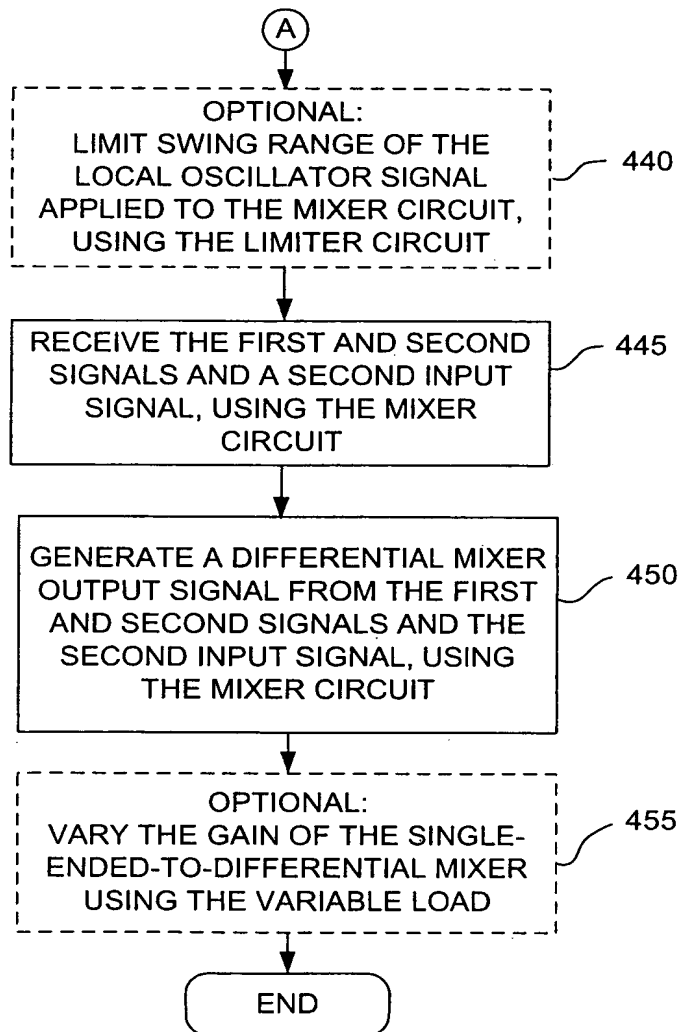 A
OPTIONAL:
LIMIT SWING RANGE OF THE
LOCAL OSCILLATOR SIGNAL
APPLIED TO THE MIXER CIRCUIT,
USING THE LIMITER CIRCUIT
440
RECEIVE THE FIRST AND SECOND
SIGNALS AND A SECOND INPUT
SIGNAL, USING THE MIXER
CIRCUIT
445
GENERATE A DIFFERENTIAL MIXER
OUTPUT SIGNAL FROM THE FIRST
AND SECOND SIGNALS AND THE
SECOND INPUT SIGNAL, USING
THE MIXER CIRCUIT
450
OPTIONAL:
VARY THE GAIN OF THE SINGLE-
ENDED-TO-DIFFERENTIAL MIXER
USING THE VARIABLE LOAD
455
END